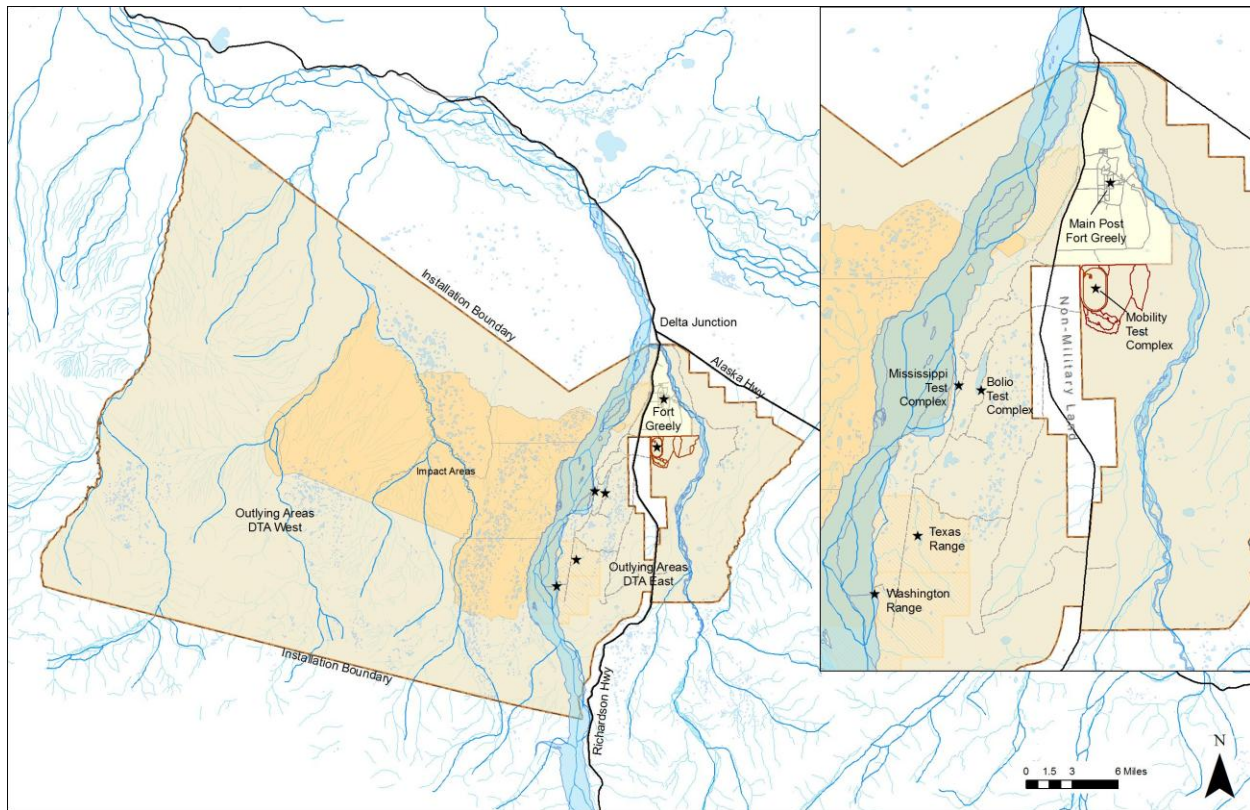 Installation Boundary
Delta Junction
Alaska Hwy
Fort
Greely
Impact Areas
Outlying Areas
DTA West
Outlying Areas
DTA East
Installation Boundary
Richardson Hwy
Main Post
Fort Greely
Mobility
Test
Complex
Non-Military Land
Mississippi
Test
Complex
Bolio
Test
Complex
Texas
Range
Washington
Range
N
0 1.5 3 6 Miles